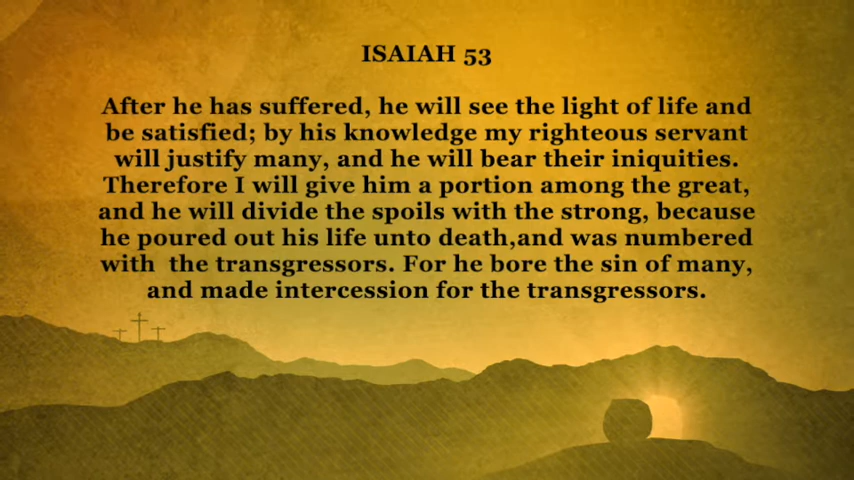 ISAIAH 53
After he has suffered, he will see the light of life and
be satisfied; by his knowledge my righteous servant
will justify many, and he will bear their iniquities.
Therefore I will give him a portion among the great,
and he will divide the spoils with the strong, because
he poured out his life unto death,and was numbered
with  the transgressors. For he bore the sin of many,
and made intercession for the transgressors.